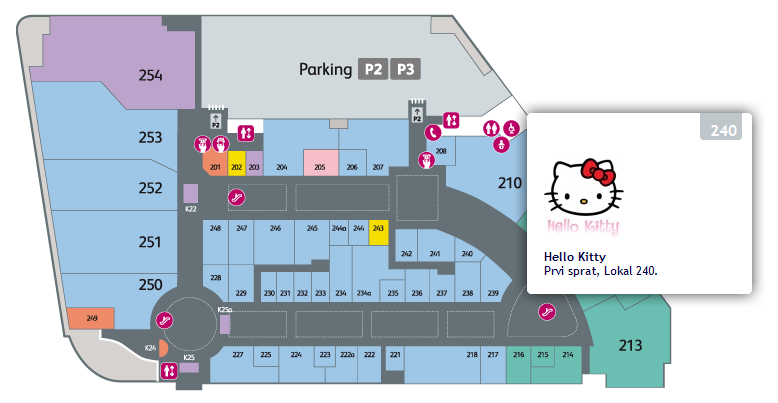 254
Parking P2 P3
P2
P2
240
253
208
201 202 203 204 205 206 207
210
252
K22
Hello Kitty
Hello Kitty
Prvi sprat, Lokal 240.
248 247 246 245 244a 244 243
251
242 241 240
228
250
229 230 231 232 233 234 234a 235 236 237 238 239
K25a
249
K24
213
K25
227 225 224 223 222a 222 221 218 217 216 215 214